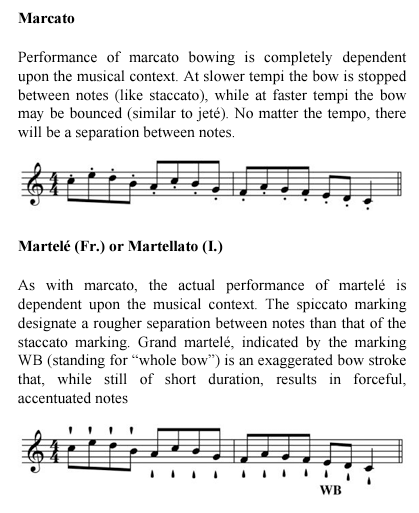 Marcato
Performance of marcato bowing is completely dependent
upon the musical context. At slower tempi the bow is stopped
between notes (like staccato), while at faster tempi the bow
may be bounced (similar to jeté). No matter the tempo, there
will be a separation between notes.
4
4
Martelé (Fr.) or Martellato (I.)
As with marcato, the actual performance of martelé is
dependent upon the musical context. The spiccato marking
designate a rougher separation between notes than that of the
staccato marking. Grand martelé, indicated by the marking
WB (standing for “whole bow”) is an exaggerated bow stroke
that, while still of short duration, results in forceful,
accentuated notes
4
4
WB